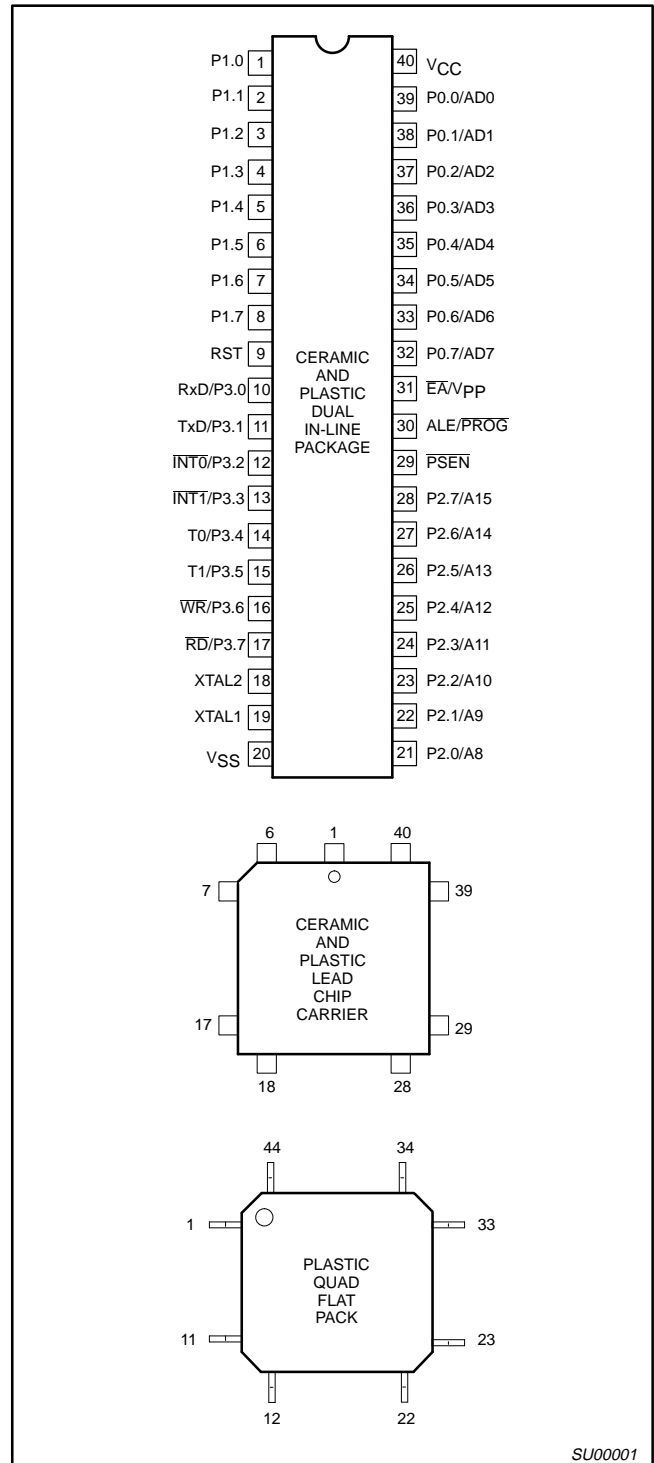 P1.0 1 40 VCC
P1.1 2 39 P0.0/AD0
P1.2 3 38 P0.1/AD1
P1.3 4 37 P0.2/AD2
P1.4 5 36 P0.3/AD3
P1.5 6 35 P0.4/AD4
P1.6 7 34 P0.5/AD5
P1.7 8 33 P0.6/AD6
RST 9 32 P0.7/AD7
RxD/P3.0 10 31 E̅A̅/VPP
TxD/P3.1 11 30 ALE/P̅R̅O̅G̅
I̅N̅T̅0̅/P3.2 12 29 P̅S̅E̅N̅
I̅N̅T̅1̅/P3.3 13 28 P2.7/A15
T0/P3.4 14 27 P2.6/A14
T1/P3.5 15 26 P2.5/A13
W̅R̅/P3.6 16 25 P2.4/A12
R̅D̅/P3.7 17 24 P2.3/A11
XTAL2 18 23 P2.2/A10
XTAL1 19 22 P2.1/A9
VSS 20 21 P2.0/A8
CERAMIC
AND
PLASTIC
DUAL
IN-LINE
PACKAGE
6 1 40
7 39
CERAMIC
AND
PLASTIC
LEAD
CHIP
CARRIER
17 29
18 28
44 34
1 33
PLASTIC
QUAD
FLAT
PACK
11 23
12 22
SU00001